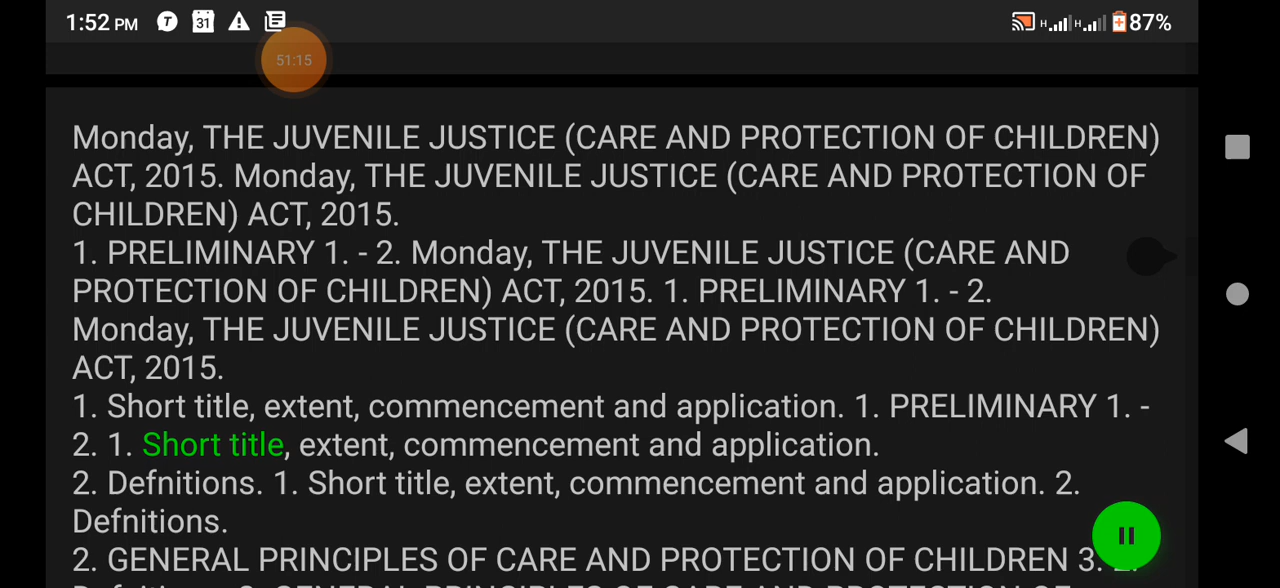 1:52 PM 31 H H 87%
51:15
Monday, THE JUVENILE JUSTICE (CARE AND PROTECTION OF CHILDREN)
ACT, 2015. Monday, THE JUVENILE JUSTICE (CARE AND PROTECTION OF
CHILDREN) ACT, 2015.
1. PRELIMINARY 1. - 2. Monday, THE JUVENILE JUSTICE (CARE AND
PROTECTION OF CHILDREN) ACT, 2015. 1. PRELIMINARY 1. - 2.
Monday, THE JUVENILE JUSTICE (CARE AND PROTECTION OF CHILDREN)
ACT, 2015.
1. Short title, extent, commencement and application. 1. PRELIMINARY 1. -
2. 1. Short title, extent, commencement and application.
2. Defnitions. 1. Short title, extent, commencement and application. 2.
Defnitions.
2. GENERAL PRINCIPLES OF CARE AND PROTECTION OF CHILDREN 3.